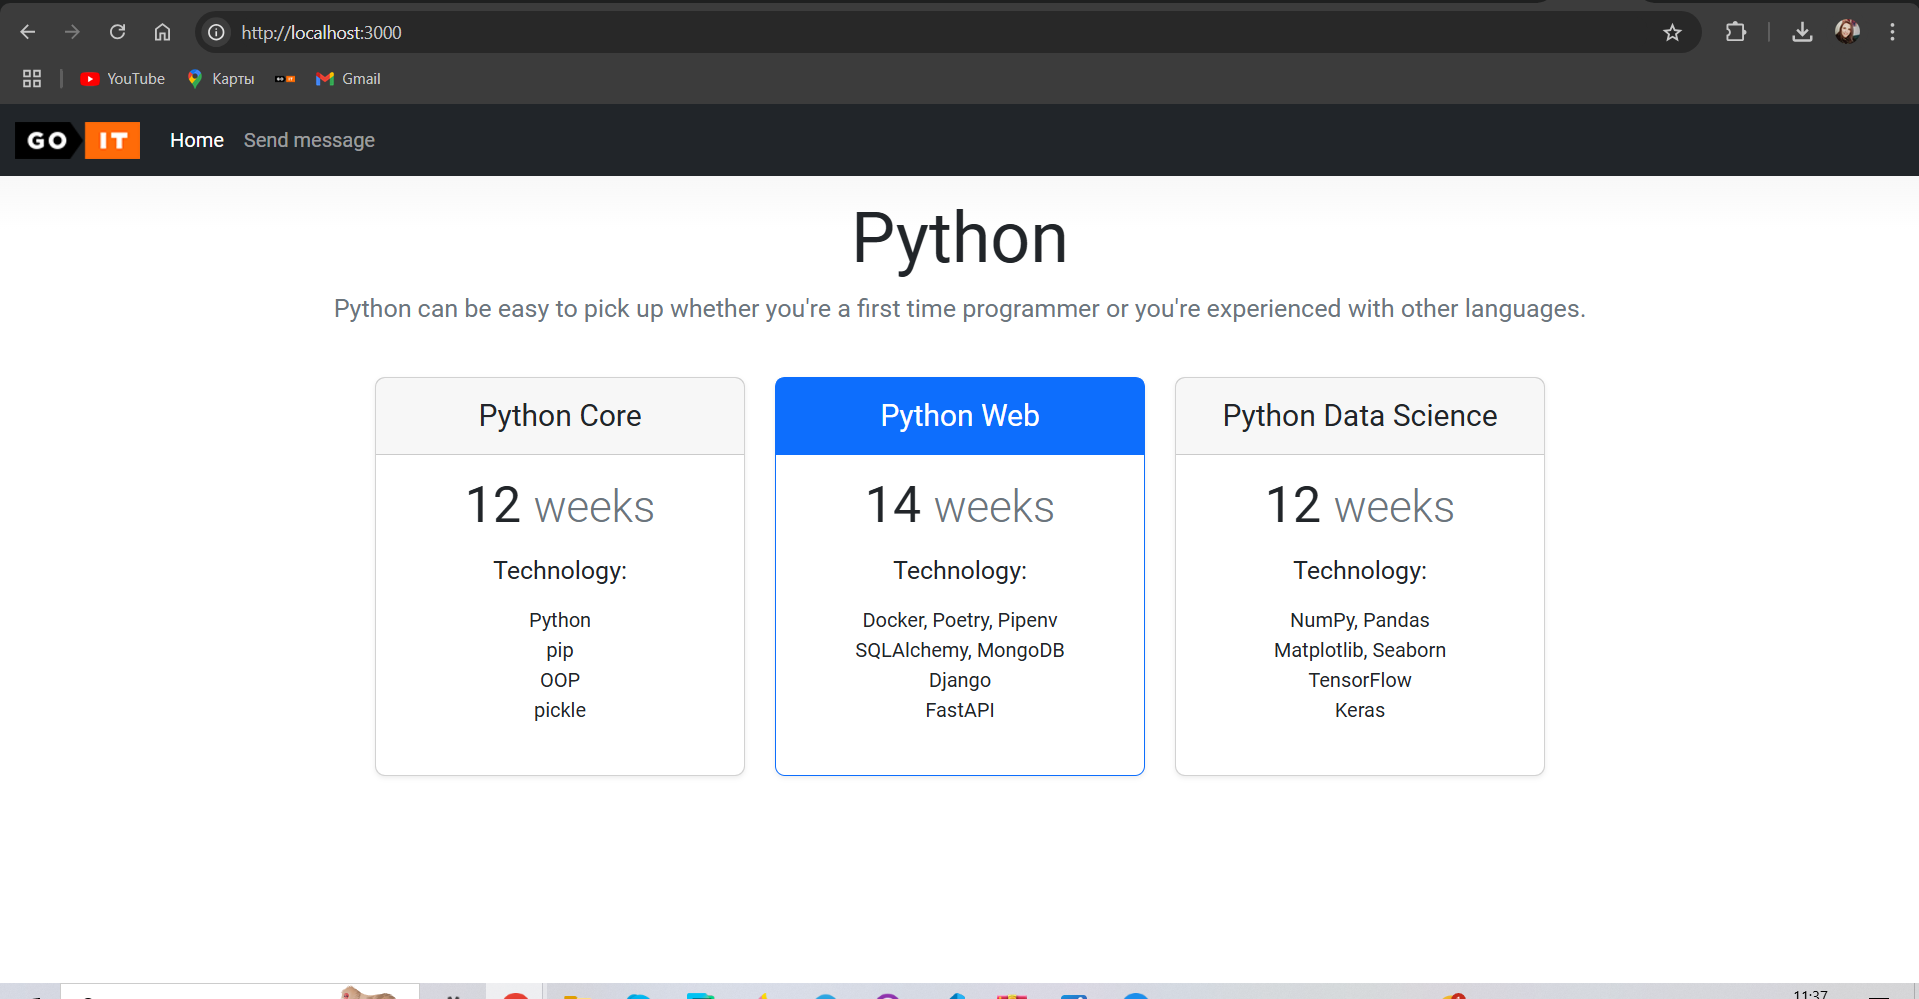 http://localhost:3000
YouTube Карты GO IT Gmail
GO IT Home Send message
Python
Python can be easy to pick up whether you're a first time programmer or you're experienced with other languages.
Python Core
12 weeks
Technology:
Python
pip
OOP
pickle
Python Web
14 weeks
Technology:
Docker, Poetry, Pipenv
SQLAlchemy, MongoDB
Django
FastAPI
Python Data Science
12 weeks
Technology:
NumPy, Pandas
Matplotlib, Seaborn
TensorFlow
Keras
11:37